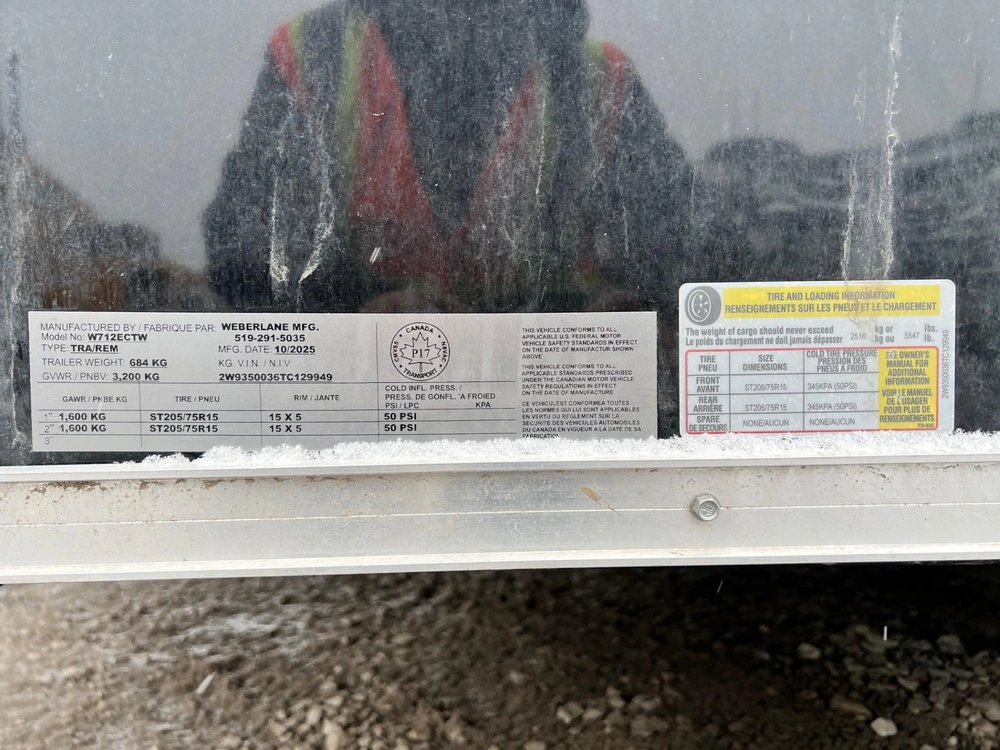 MANUFACTURED BY / FABRIQUE PAR: WEBERLANE MFG.
Model No: W712ECTW 519-291-5035
TYPE: TRA/REM MFG. DATE: 10/2025
TRAILER WEIGHT: 684 KG KG. V.I.N. / N.I.V:
GVWR / PNBV: 3,200 KG 2W9350036TC129949
CANADA
CMVSS NSVAC
P17
TRANSPORT
GAWR / PNBE KG TIRE / PNEU RIM / JANTE COLD INFL. PRESS. / PRESS. DE GONFL. 'A FROIED PSI / LPC KPA
1" 1,600 KG ST205/75R15 15 X 5 50 PSI
2" 1,600 KG ST205/75R15 15 X 5 50 PSI
3"
THIS VEHICLE CONFORMS TO ALL
APPLICABLE U.S. FEDERAL MOTOR
VEHICLE SAFETY STANDARDS IN EFFECT
ON THE DATE OF MANUFACTUR SHOWN
ABOVE
THIS VEHICLE CONFORMS TO ALL
APPLICABLE STANDARDS PRESCRIBED
UNDER THE CANADIAN MOTOR VEHICLE
SAFETY REGULATIONS IN EFFECT
ON THE DATE OF MANUFACTURE
CE VEHICULEST CONFORMEA TOUTES
LES NORMES QUI LUI SONT APPLICABLES
EN VERTU DU REGLEMENT SUR LA
SECURITE DES VEHICULES AUTOMOBILES
DU CANADA EN VIGUEUR A LA DATE DE SA
FABRICATION
TIRE AND LOADING INFORMATION
RENSEIGNEMENTS SUR LES PNEUS ET LE CHARGEMENT
The weight of cargo should never exceed 2516 kg or 5547 lbs.
Le poids du chargement ne doit jamais dépasser kg ou lb.
TIRE PNEU SIZE DIMENSIONS COLD TIRE PRESSURE PRESSION DES PNEUS A FROID
FRONT AVANT ST205/75R15 345KPA (50PSI)
REAR ARRIÈRE ST205/75R15 345KPA (50PSI)
SPARE DE SECOURS NONE/AUCUN NONE/AUCUN
SEE OWNER'S
MANUAL FOR
ADDITIONAL
INFORMATION
VOIR LE MANUEL
DE L'USAGER
POUR PLUS DE
RENSEIGNEMENTS
2W9350036TC129949